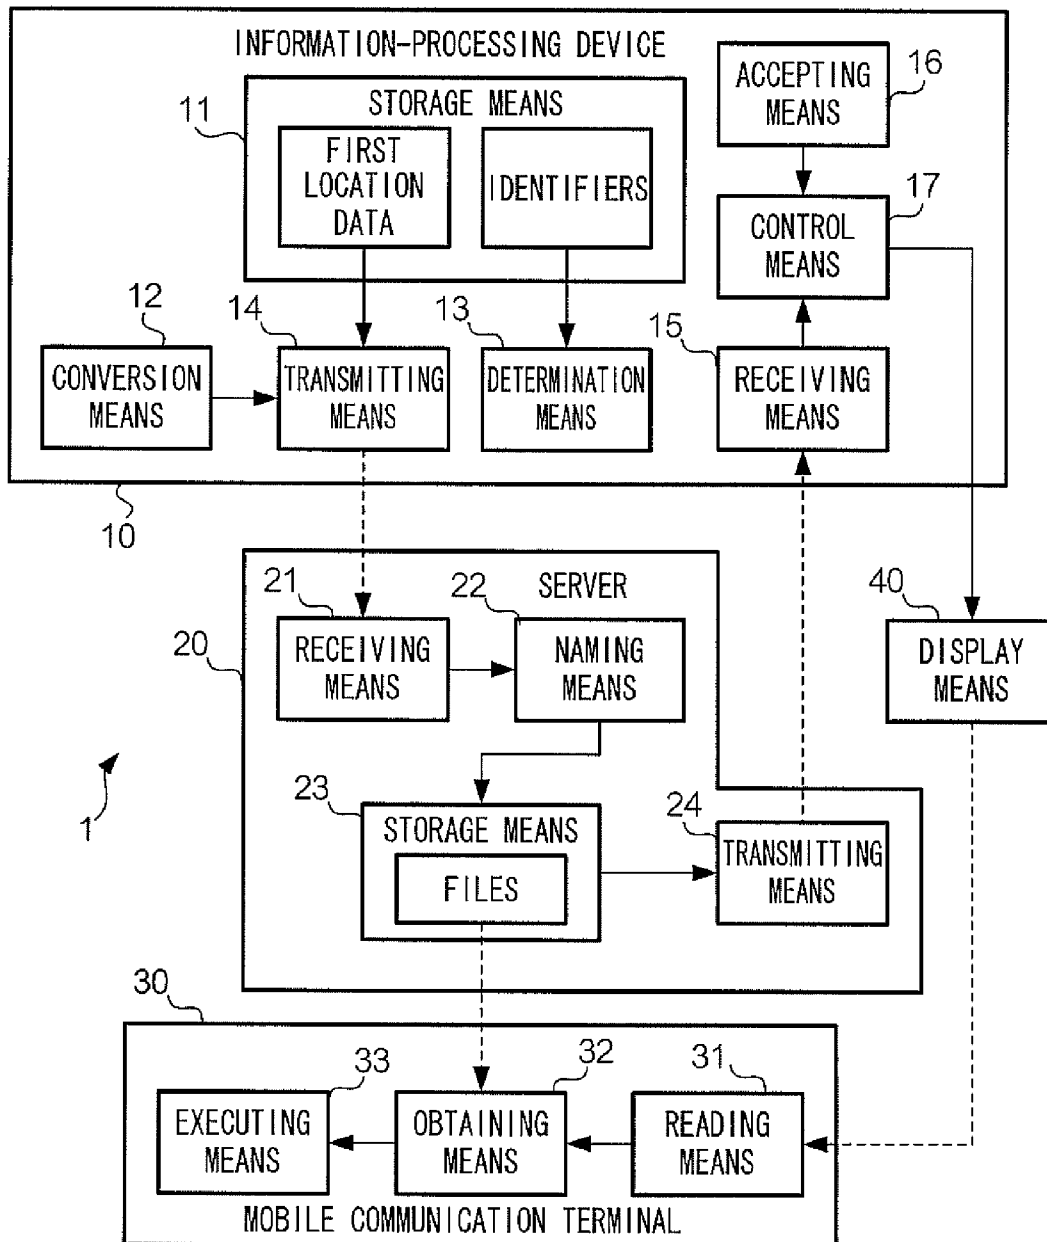 INFORMATION-PROCESSING DEVICE
STORAGE MEANS
11
FIRST
LOCATION
DATA
IDENTIFIERS
ACCEPTING
MEANS
16
CONTROL
MEANS
17
12
CONVERSION
MEANS
14
TRANSMITTING
MEANS
13
DETERMINATION
MEANS
15
RECEIVING
MEANS
10
SERVER
21
RECEIVING
MEANS
22
NAMING
MEANS
20
40
DISPLAY
MEANS
1
23
STORAGE MEANS
FILES
24
TRANSMITTING
MEANS
30
33
EXECUTING
MEANS
32
OBTAINING
MEANS
31
READING
MEANS
MOBILE COMMUNICATION TERMINAL